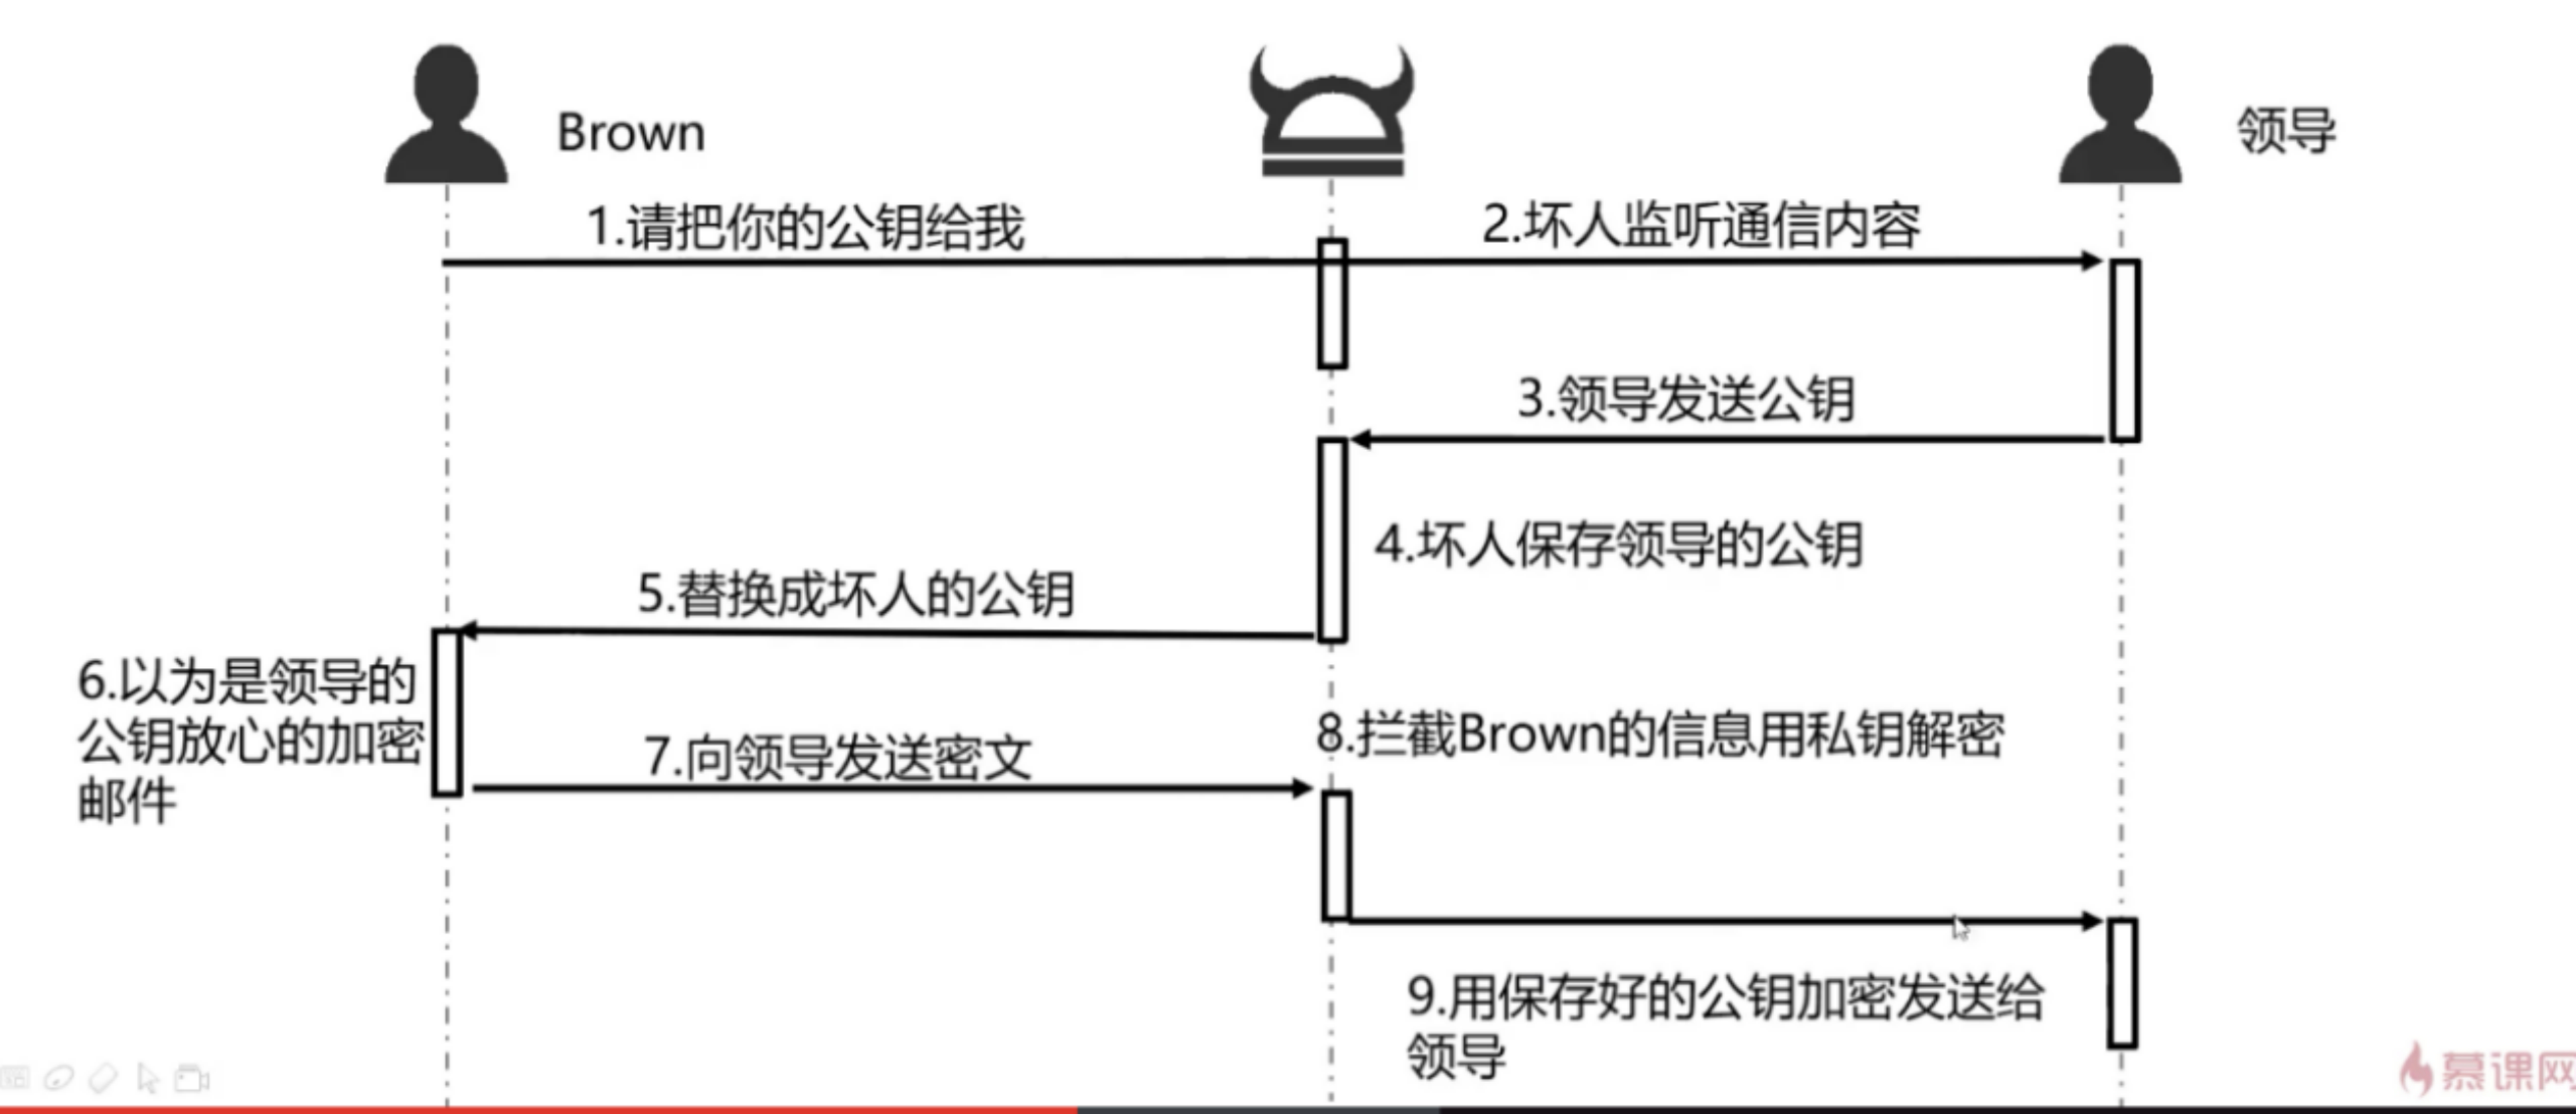 Brown
领导
1.请把你的公钥给我
2.坏人监听通信内容
3.领导发送公钥
4.坏人保存领导的公钥
5.替换成坏人的公钥
6.以为是领导的
公钥放心的加密
邮件
7.向领导发送密文
8.拦截Brown的信息用私钥解密
9.用保存好的公钥加密发送给
领导
慕课网